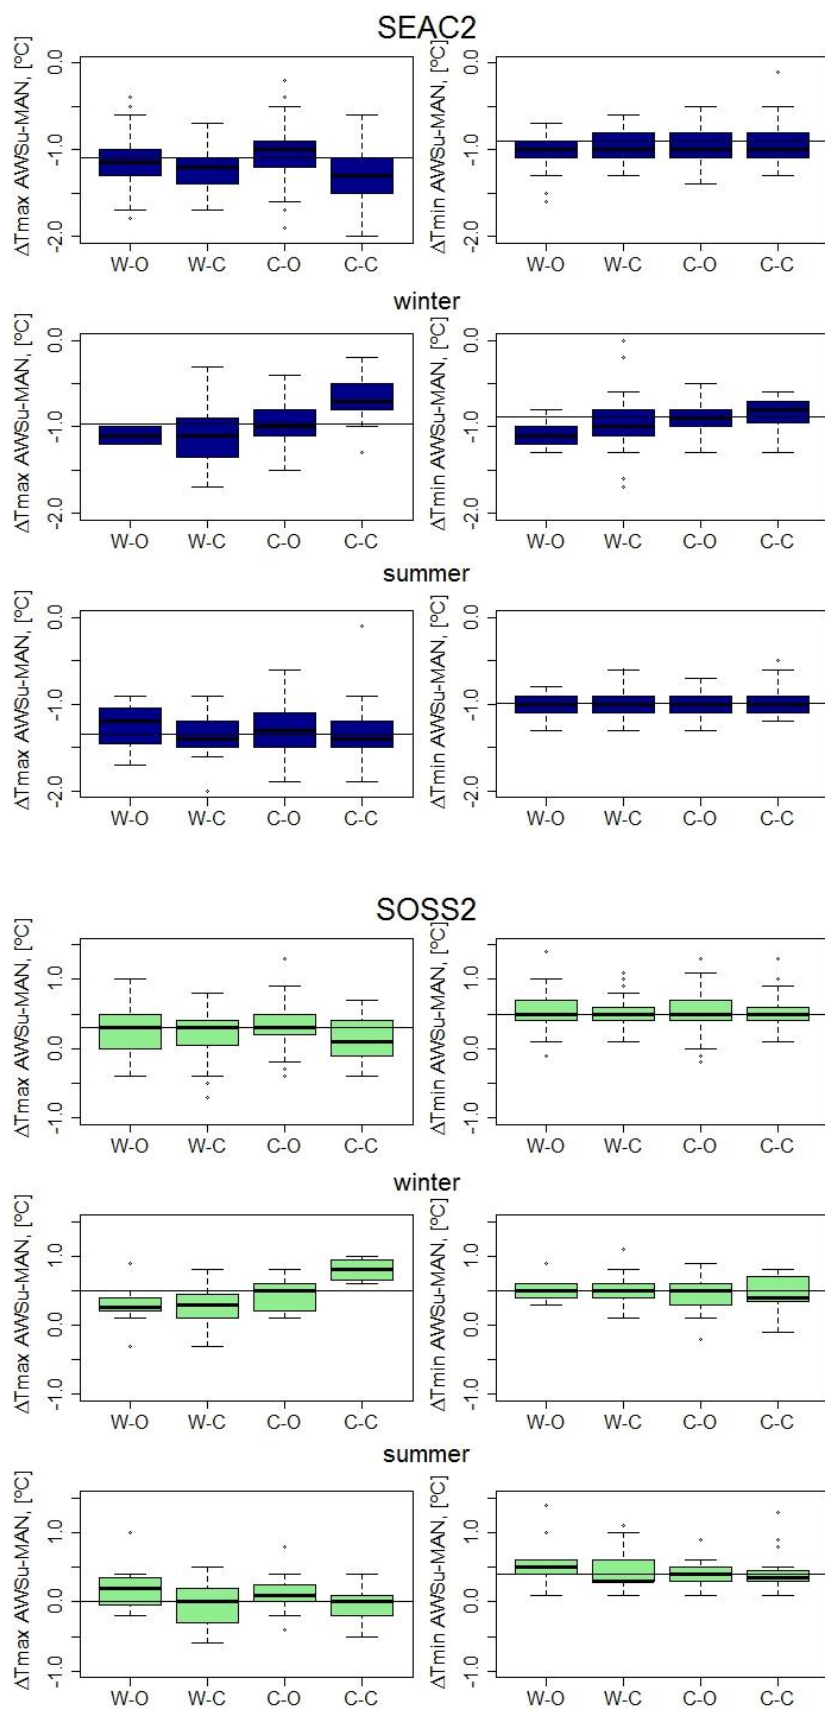 SEAC2
ΔTmax AWSu-MAN, [ºC]
0.0
-1.0
-2.0
W-O W-C C-O C-C
ΔTmin AWSu-MAN, [ºC]
0.0
-1.0
-2.0
W-O W-C C-O C-C
winter
ΔTmax AWSu-MAN, [ºC]
0.0
-1.0
-2.0
W-O W-C C-O C-C
ΔTmin AWSu-MAN, [ºC]
0.0
-1.0
-2.0
W-O W-C C-O C-C
summer
ΔTmax AWSu-MAN, [ºC]
0.0
-1.0
-2.0
W-O W-C C-O C-C
ΔTmin AWSu-MAN, [ºC]
0.0
-1.0
-2.0
W-O W-C C-O C-C
SOSS2
ΔTmax AWSu-MAN, [ºC]
1.0
0.0
-1.0
W-O W-C C-O C-C
ΔTmin AWSu-MAN, [ºC]
1.0
0.0
-1.0
W-O W-C C-O C-C
winter
ΔTmax AWSu-MAN, [ºC]
1.0
0.0
-1.0
W-O W-C C-O C-C
ΔTmin AWSu-MAN, [ºC]
1.0
0.0
-1.0
W-O W-C C-O C-C
summer
ΔTmax AWSu-MAN, [ºC]
1.0
0.0
-1.0
W-O W-C C-O C-C
ΔTmin AWSu-MAN, [ºC]
1.0
0.0
-1.0
W-O W-C C-O C-C